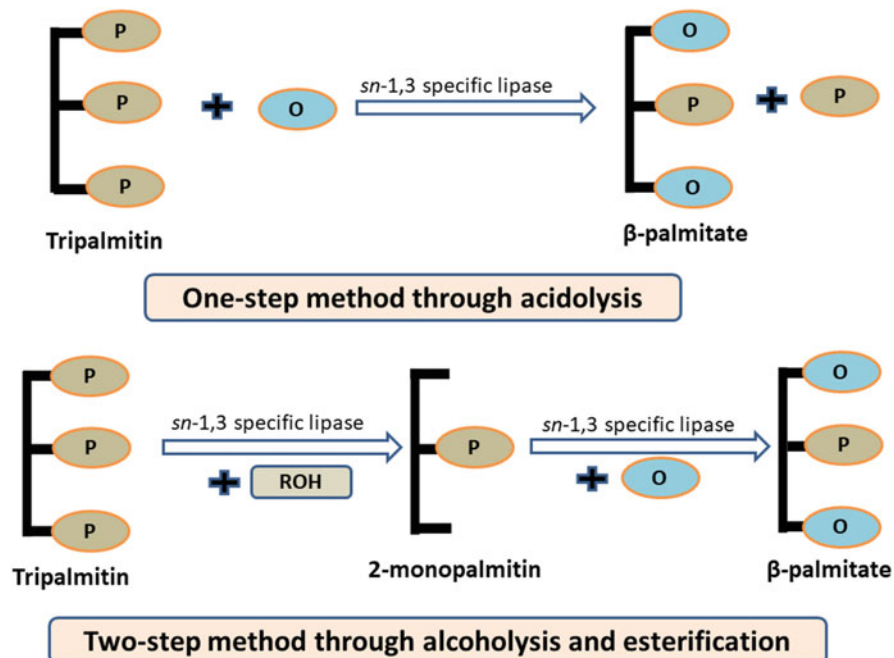 P
O
P
sn-1,3 specific lipase
P
O
P
P
O
Tripalmitin
β-palmitate
One-step method through acidolysis
P
O
sn-1,3 specific lipase
sn-1,3 specific lipase
P
P
P
ROH
O
P
O
Tripalmitin
2-monopalmitin
β-palmitate
Two-step method through alcoholysis and esterification